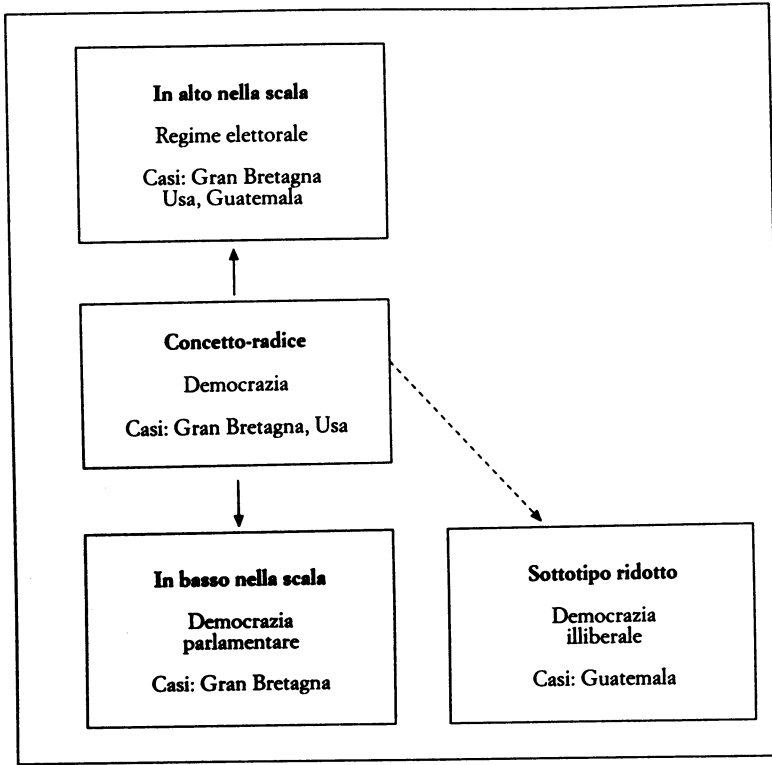 In alto nella scala
Regime elettorale
Casi: Gran Bretagna
Usa, Guatemala
Concetto-radice
Democrazia
Casi: Gran Bretagna, Usa
In basso nella scala
Democrazia
parlamentare
Casi: Gran Bretagna
Sottotipo ridotto
Democrazia
illiberale
Casi: Guatemala